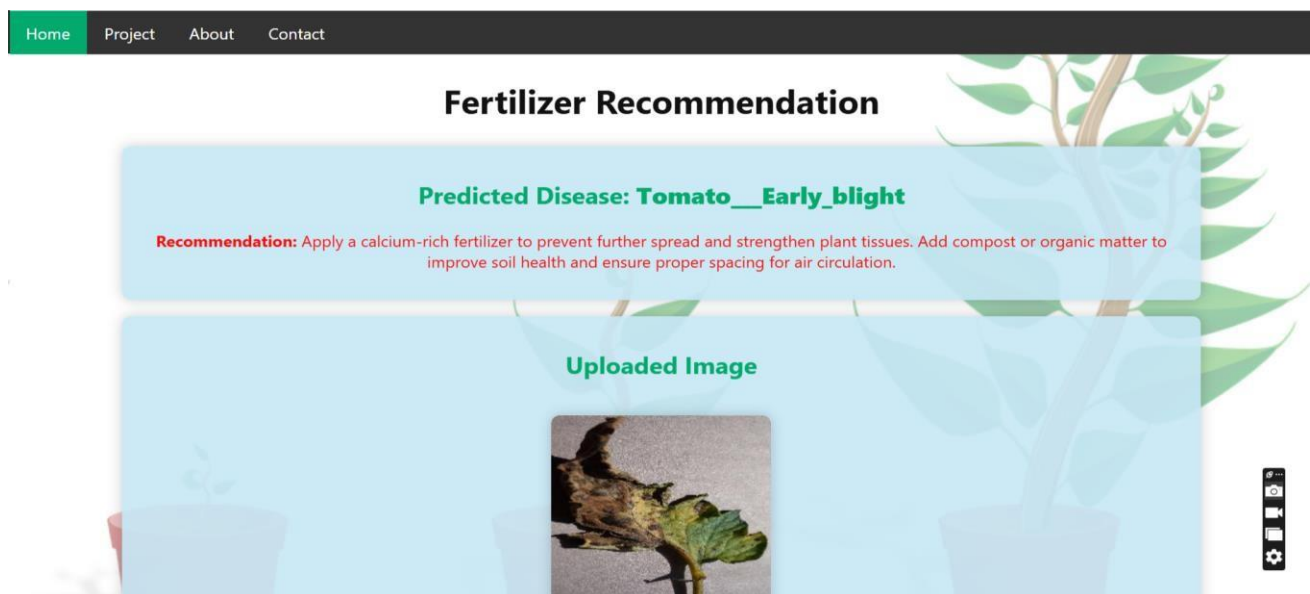 Home Project About Contact
Fertilizer Recommendation
Predicted Disease: Tomato___Early_blight
Recommendation: Apply a calcium-rich fertilizer to prevent further spread and strengthen plant tissues. Add compost or organic matter to
improve soil health and ensure proper spacing for air circulation.
Uploaded Image